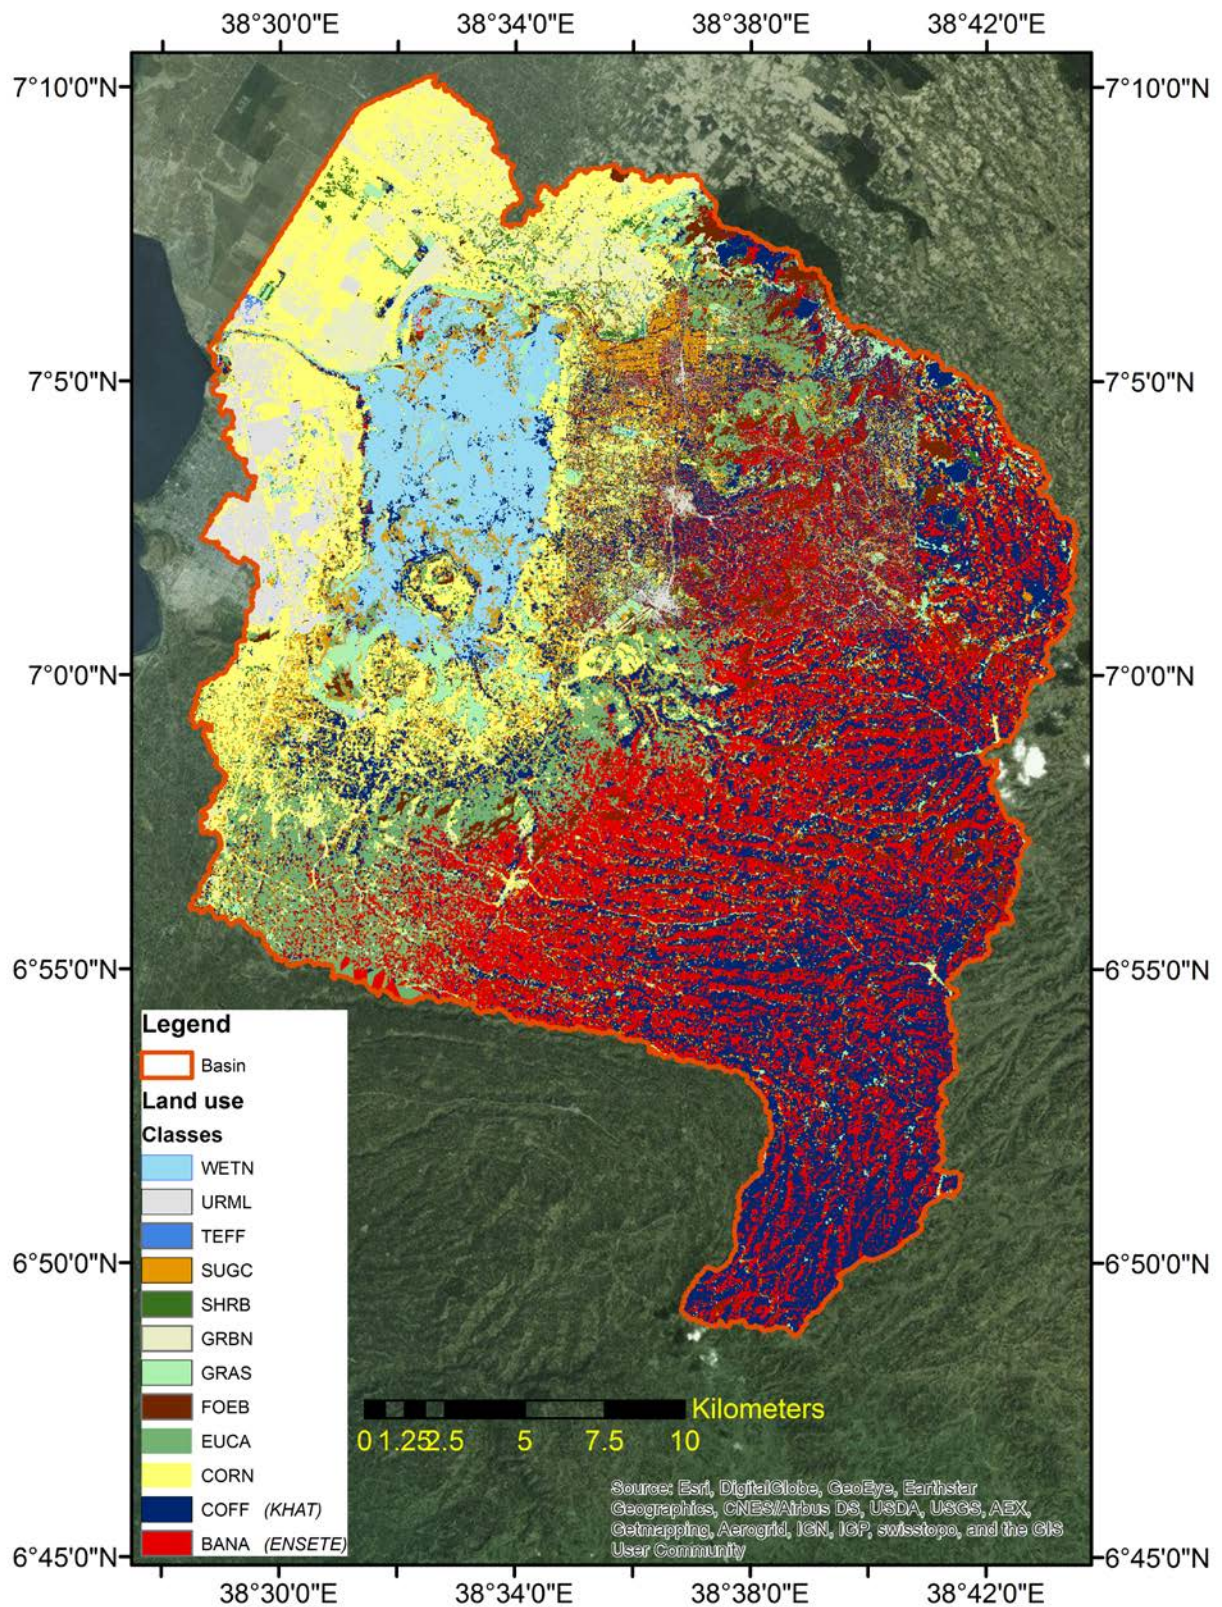 38°30'0"E 38°34'0"E 38°38'0"E 38°42'0"E
7°10'0"N 7°10'0"N
7°5'0"N 7°5'0"N
7°0'0"N 7°0'0"N
6°55'0"N 6°55'0"N
6°50'0"N 6°50'0"N
6°45'0"N 6°45'0"N
Legend
Basin
Land use
Classes
WETN
URML
TEFF
SUGC
SHRB
GRBN
GRAS
FOEB
EUCA
CORN
COFF (KHAT)
BANA (ENSETE)
Kilometers
0 1.25 2.5 5 7.5 10
Source: Esri, DigitalGlobe, GeoEye, Earthstar
Geographics, CNES/Airbus DS, USDA, USGS, AEX,
Getmapping, Aerogrid, IGN, IGP, swisstopo, and the GIS
User Community
38°30'0"E 38°34'0"E 38°38'0"E 38°42'0"E